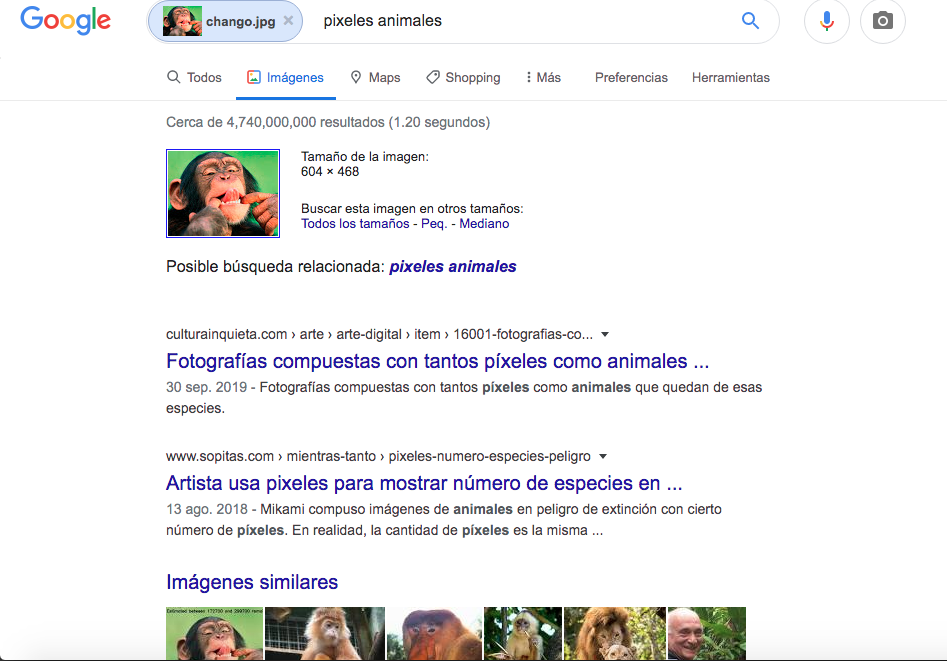 Google chango.jpg × pixeles animales
Todos Imágenes Maps Shopping Más Preferencias Herramientas
Cerca de 4,740,000,000 resultados (1.20 segundos)
Tamaño de la imagen:
604 × 468
Buscar esta imagen en otros tamaños:
Todos los tamaños - Peq. - Mediano
Posible búsqueda relacionada: pixeles animales
culturainquieta.com › arte › arte-digital › item › 16001-fotografias-co...
Fotografías compuestas con tantos píxeles como animales ...
30 sep. 2019 - Fotografías compuestas con tantos píxeles como animales que quedan de esas
especies.
www.sopitas.com › mientras-tanto › pixeles-numero-especies-peligro
Artista usa pixeles para mostrar número de especies en ...
13 ago. 2018 - Mikami compuso imágenes de animales en peligro de extinción con cierto
número de píxeles. En realidad, la cantidad de píxeles es la misma ...
Imágenes similares
Estimated between 172700 and 299700 remai